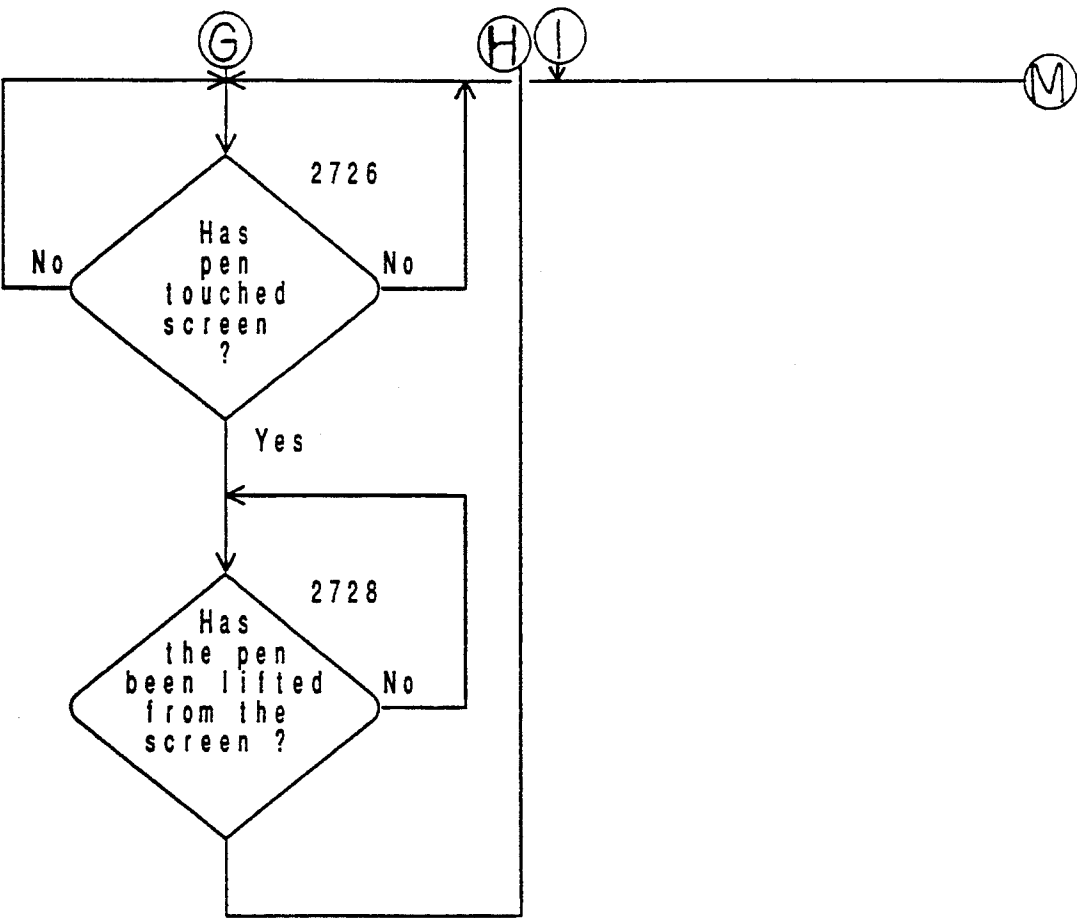 G
H
I
M
2726
Has
pen
touched
screen
?
No
No
Yes
2728
Has
the pen
been lifted
from the
screen ?
No